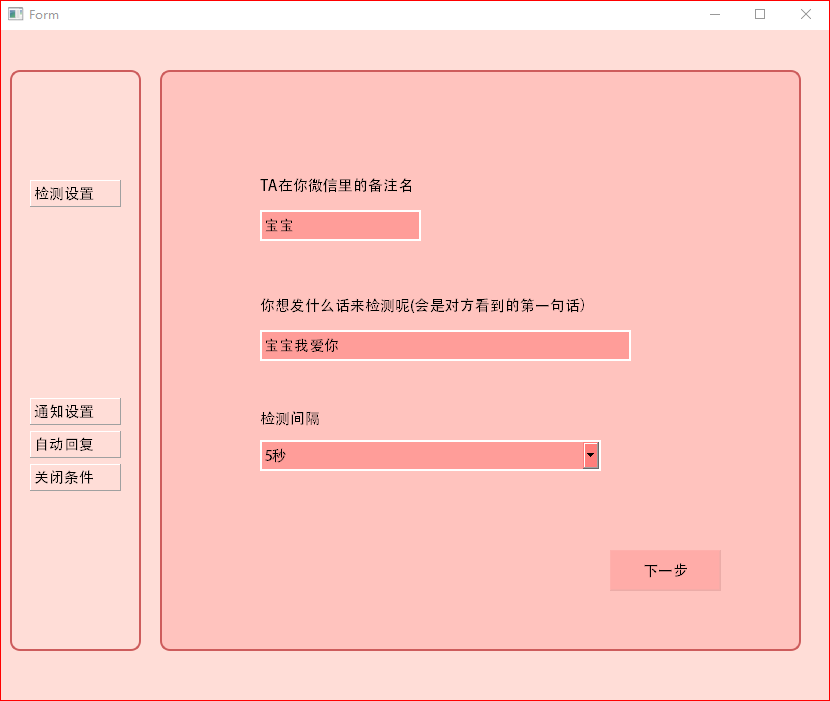 Form
检测设置
通知设置
自动回复
关闭条件
TA在你微信里的备注名
宝宝
你想发什么话来检测呢(会是对方看到的第一句话)
宝宝我爱你
检测间隔
5秒
下一步